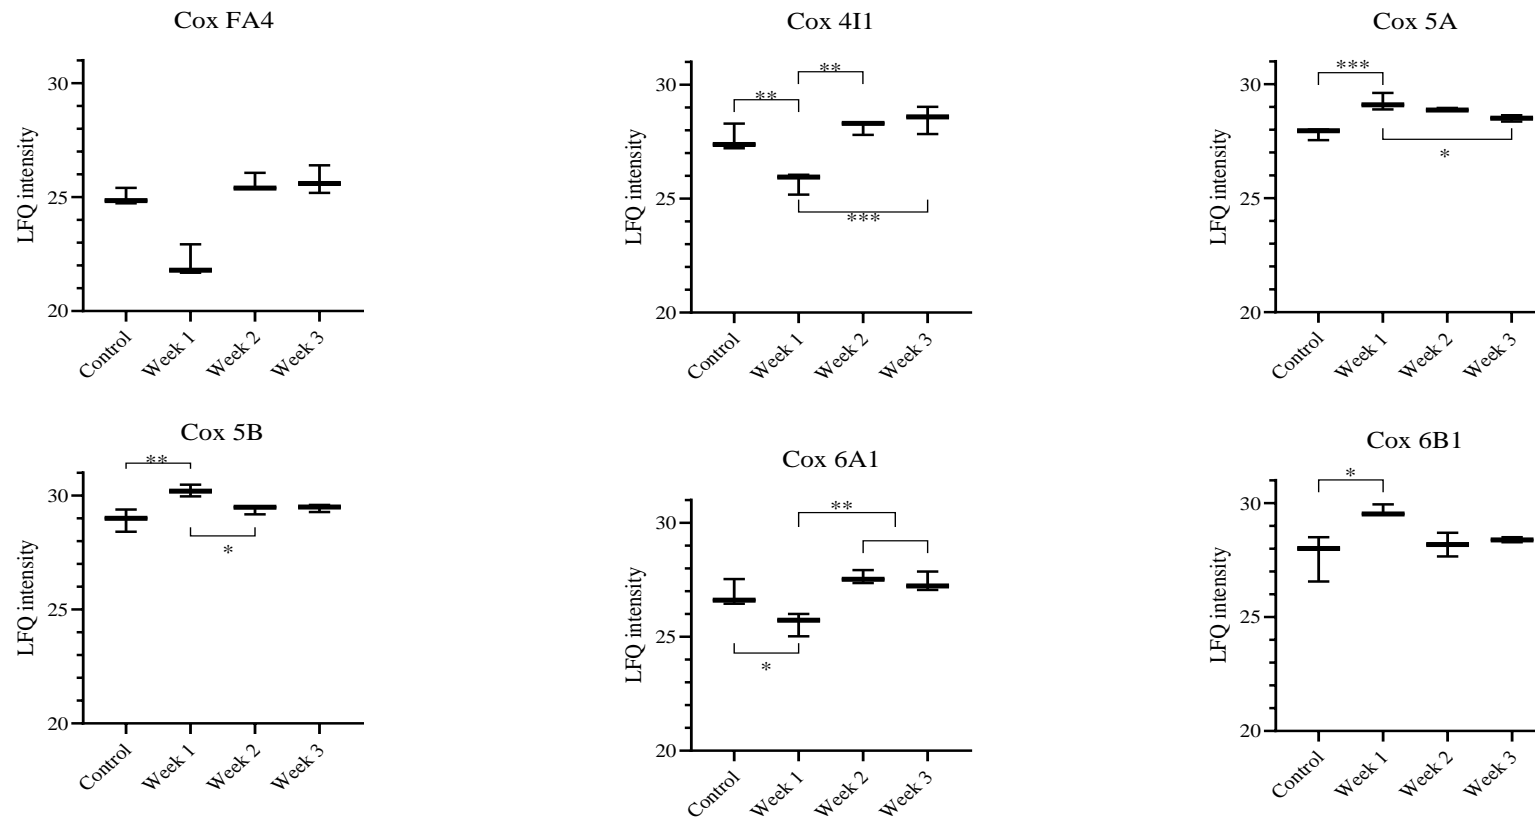 Cox FA4
LFQ intensity
30
25
20
Control
Week 1
Week 2
Week 3
Cox 4I1
LFQ intensity
30
25
20
**
**
***
Control
Week 1
Week 2
Week 3
Cox 5A
LFQ intensity
30
25
20
***
*
Control
Week 1
Week 2
Week 3
Cox 5B
LFQ intensity
30
25
20
**
*
Control
Week 1
Week 2
Week 3
Cox 6A1
LFQ intensity
30
25
20
**
*
Control
Week 1
Week 2
Week 3
Cox 6B1
LFQ intensity
30
25
20
*
Control
Week 1
Week 2
Week 3